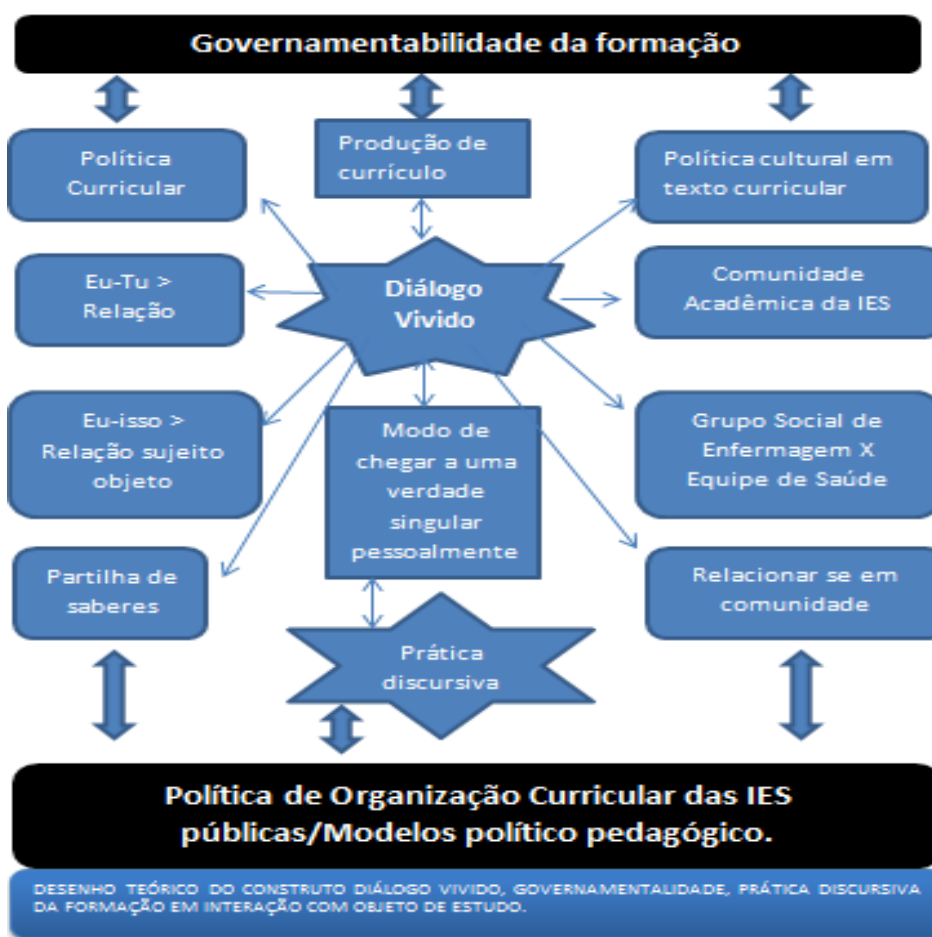 Governamentabilidade da formação
Política
Curricular
Produção de
currículo
Política cultural em
texto curricular
Eu-Tu >
Relação
Diálogo
Vivido
Comunidade
Acadêmica da IES
Eu-isso >
Relação sujeito
objeto
Modo de
chegar a uma
verdade
singular
pessoalmente
Grupo Social de
Enfermagem X
Equipe de Saúde
Partilha de
saberes
Relacionar se em
comunidade
Prática
discursiva
Política de Organização Curricular das IES
públicas/Modelos político pedagógico.
DESENHO TEÓRICO DO CONSTRUTO DIÁLOGO VIVIDO, GOVERNAMENTALIDADE, PRÁTICA DISCURSIVA
DA FORMAÇÃO EM INTERAÇÃO COM OBJETO DE ESTUDO.